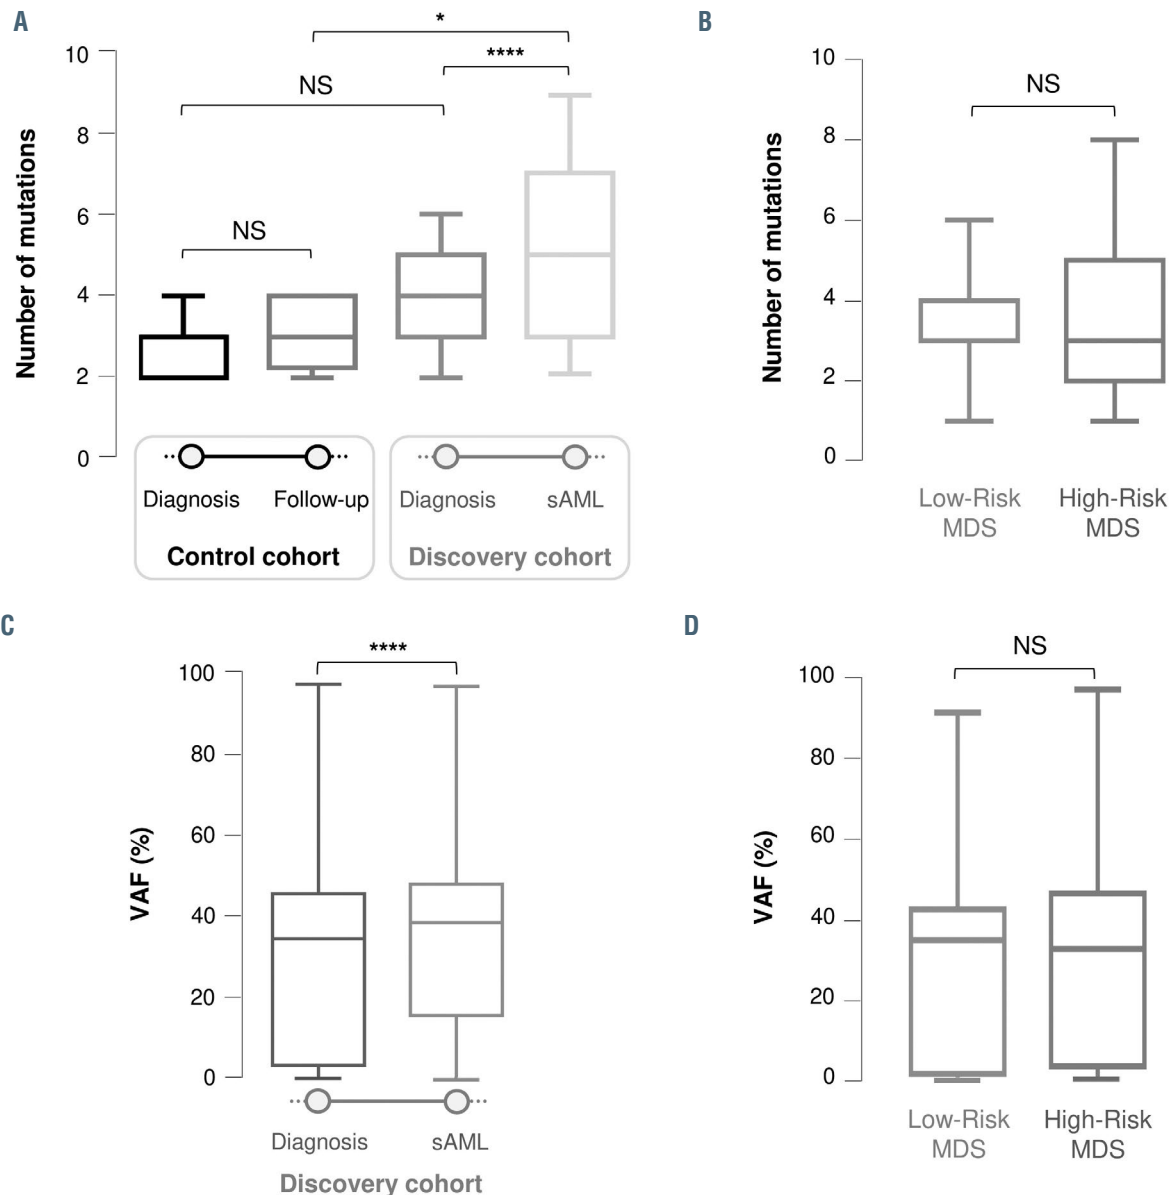 A
*
****
NS
NS
Number of mutations
10
8
6
4
2
0
Diagnosis
Follow-up
Control cohort
Diagnosis
sAML
Discovery cohort
B
NS
Number of mutations
10
8
6
4
2
0
Low-Risk
MDS
High-Risk
MDS
C
****
VAF (%)
100
80
60
40
20
0
Diagnosis
sAML
Discovery cohort
D
NS
VAF (%)
100
80
60
40
20
0
Low-Risk
MDS
High-Risk
MDS